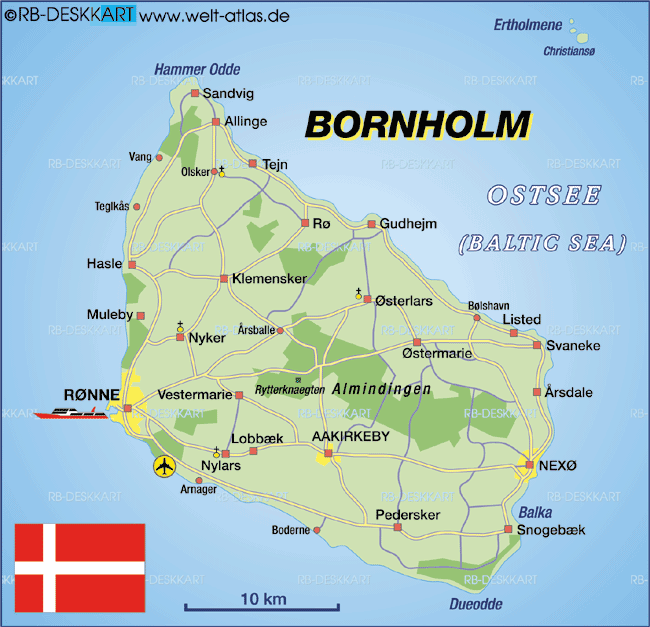 ©RB-DESKKART www.welt-atlas.de
Ertholmene
Christiansø
Hammer Odde
Sandvig
Allinge
BORNHOLM
Vang
Tejn
Olsker
OSTSEE
(BALTIC SEA)
Teglkås
Rø
Gudhejm
Hasle
Klemensker
Østerlars
Bølshavn
Muleby
Listed
Nyker
Årsballe
Svaneke
Østermarie
RØNNE
Vestermarie
Rytterknaegten
Almindingen
Årsdale
Lobbæk
AAKIRKEBY
Nylars
NEXØ
Arnager
Pedersker
Balka
Boderne
Snogebæk
10 km
Dueodde
RB-DESKKART